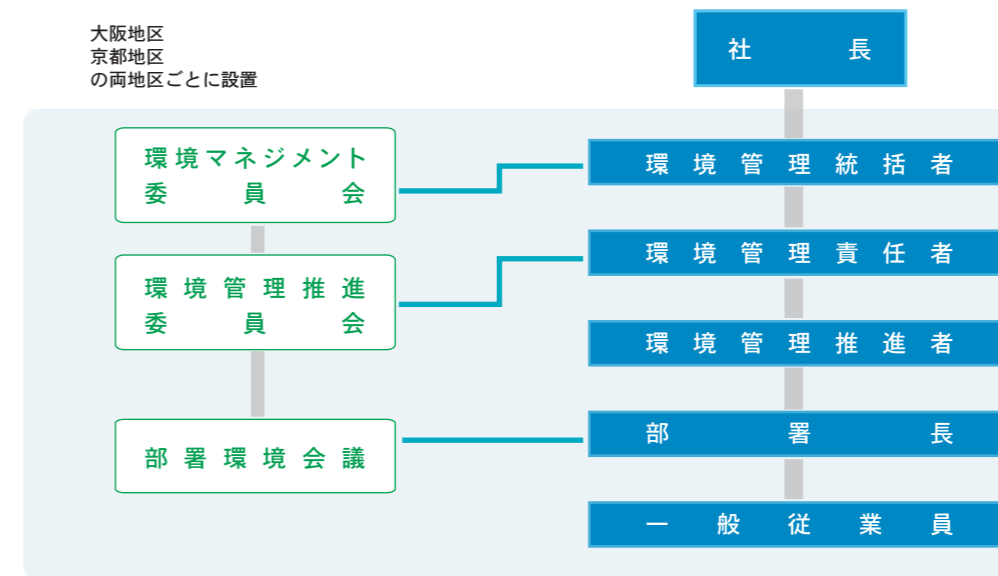 大阪地区
京都地区
の両地区ごとに設置
社長
環境マネジメント
委員会
環境管理統括者
環境管理推進
委員会
環境管理責任者
環境管理推進者
部署環境会議
部署長
一般従業員